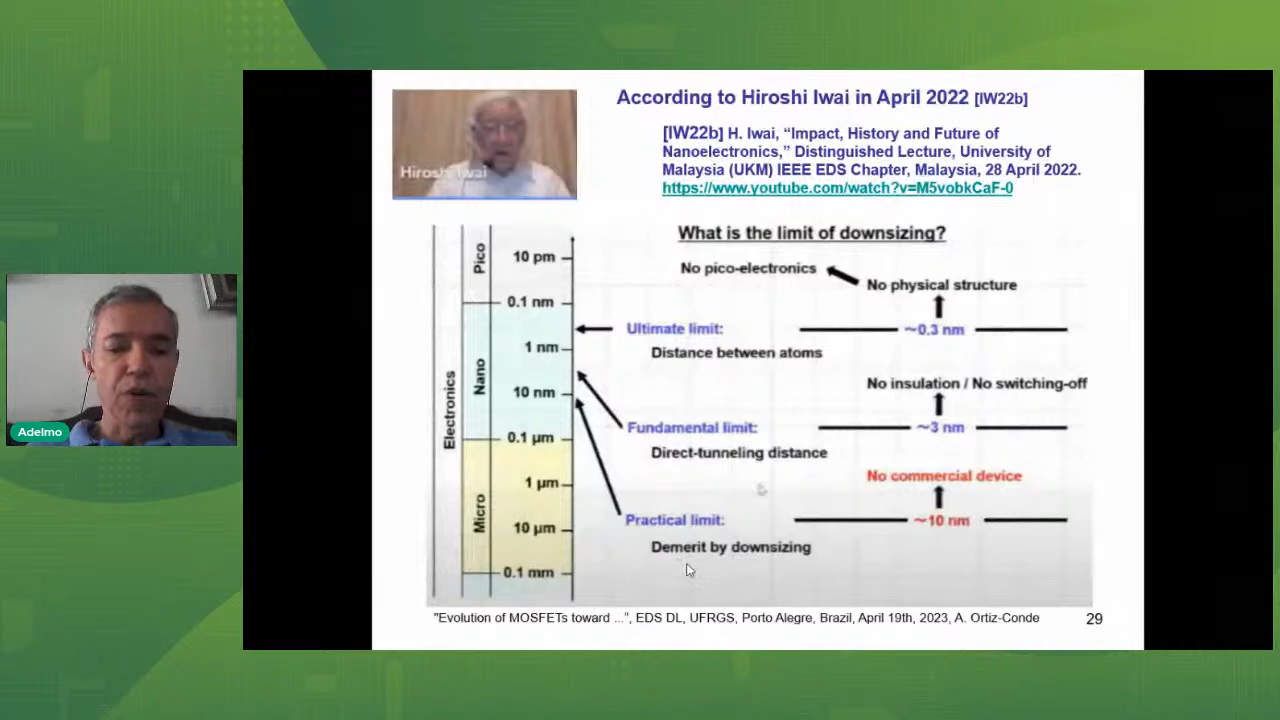 According to Hiroshi Iwai in April 2022 [IW22b]
[IW22b] H. Iwai, “Impact, History and Future of
Nanoelectronics,” Distinguished Lecture, University of
Malaysia (UKM) IEEE EDS Chapter, Malaysia, 28 April 2022.
https://www.youtube.com/watch?v=M5vobkCaF-0
Hiroshi Iwai
What is the limit of downsizing?
Electronics
Pico
Nano
Micro
10 pm
0.1 nm
1 nm
10 nm
0.1 µm
1 µm
10 µm
0.1 mm
No pico-electronics
No physical structure
Ultimate limit:
~0.3 nm
Distance between atoms
No insulation / No switching-off
Fundamental limit:
~3 nm
Direct-tunneling distance
No commercial device
Practical limit:
~10 nm
Demerit by downsizing
"Evolution of MOSFETs toward ...", EDS DL, UFRGS, Porto Alegre, Brazil, April 19th, 2023, A. Ortiz-Conde
29
Adelmo